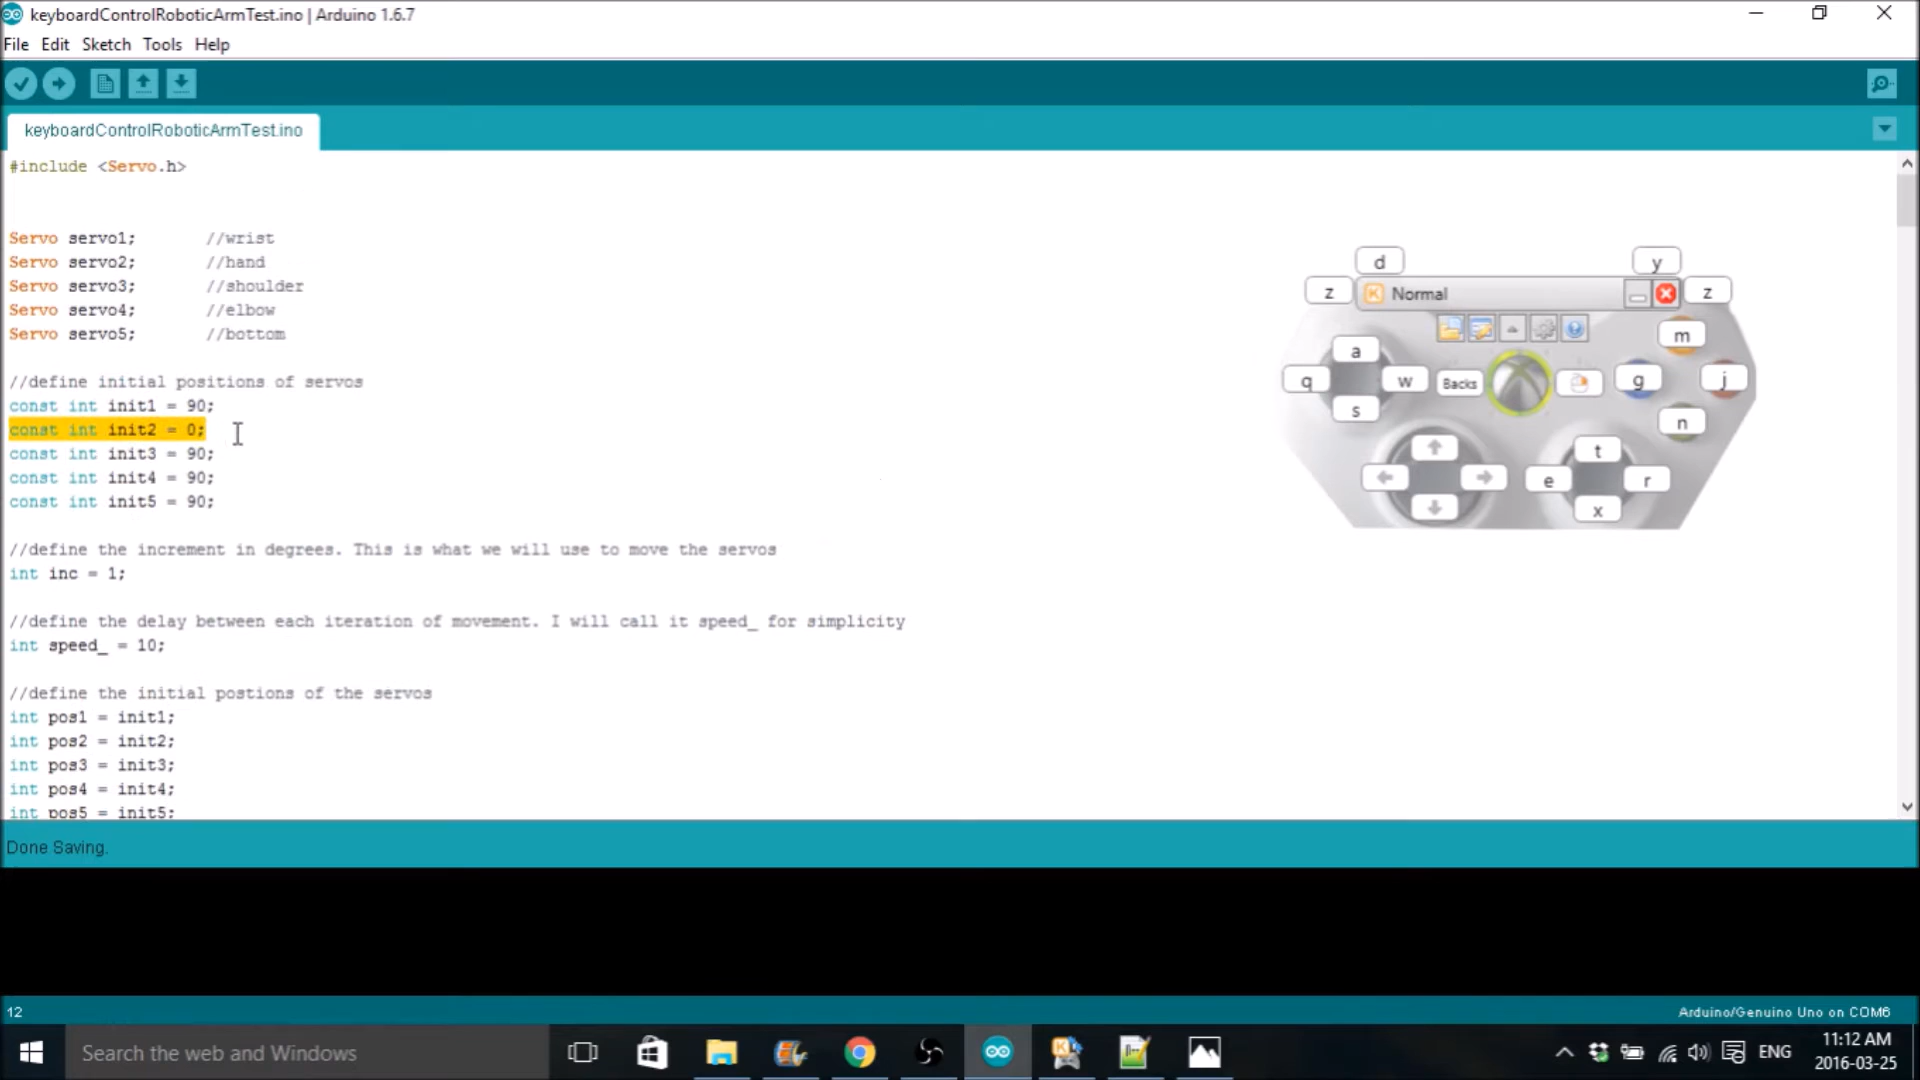 keyboardControlRoboticArmTest.ino | Arduino 1.6.7
File Edit Sketch Tools Help
keyboardControlRoboticArmTest.ino
#include <Servo.h>
Servo servo1; //wrist
Servo servo2; //hand
Servo servo3; //shoulder
Servo servo4; //elbow
Servo servo5; //bottom
//define initial positions of servos
const int init1 = 90;
const int init2 = 0;
const int init3 = 90;
const int init4 = 90;
const int init5 = 90;
//define the increment in degrees. This is what we will use to move the servos
int inc = 1;
//define the delay between each iteration of movement. I will call it speed_ for simplicity
int speed_ = 10;
//define the initial postions of the servos
int pos1 = init1;
int pos2 = init2;
int pos3 = init3;
int pos4 = init4;
int pos5 = init5;
d y
z Normal z
m
a
q w Backs g j
s n
t
e r
x
Done Saving.
12 Arduino/Genuino Uno on COM6
Search the web and Windows
ENG
11:12 AM
2016-03-25